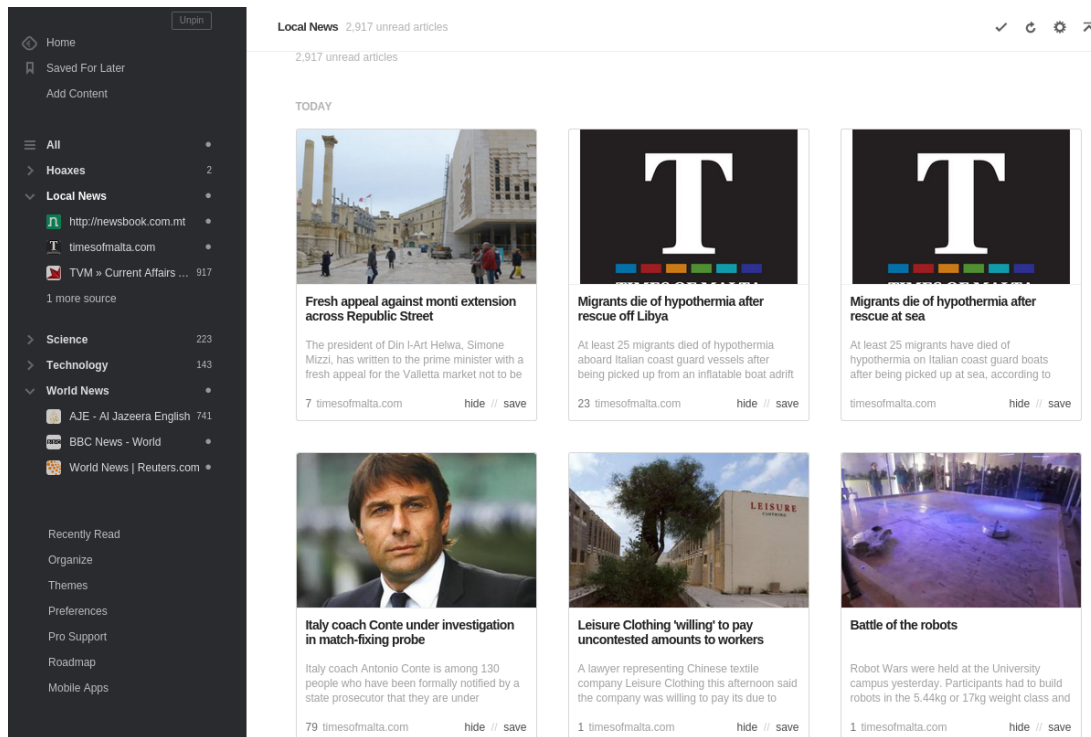 Unpin
Home
Saved For Later
Add Content
All
Hoaxes 2
Local News
http://newsbook.com.mt
timesofmalta.com
TVM » Current Affairs ... 917
1 more source
Science 223
Technology 143
World News
AJE - Al Jazeera English 741
BBC News - World
World News | Reuters.com
Recently Read
Organize
Themes
Preferences
Pro Support
Roadmap
Mobile Apps
Local News 2,917 unread articles
2,917 unread articles
TODAY
Fresh appeal against monti extension
across Republic Street
The president of Din l-Art Helwa, Simone
Mizzi, has written to the prime minister with a
fresh appeal for the Valletta market not to be
7 timesofmalta.com hide // save
T
TIMES OF MALTA
Migrants die of hypothermia after
rescue off Libya
At least 25 migrants died of hypothermia
aboard Italian coast guard vessels after
being picked up from an inflatable boat adrift
23 timesofmalta.com hide // save
T
TIMES OF MALTA
Migrants die of hypothermia after
rescue at sea
At least 25 migrants have died of
hypothermia on Italian coast guard boats
after being picked up at sea, according to
timesofmalta.com hide // save
Italy coach Conte under investigation
in match-fixing probe
Italy coach Antonio Conte is among 130
people who have been formally notified by a
state prosecutor that they are under
79 timesofmalta.com hide // save
LEISURE
CLOTHING
Leisure Clothing 'willing' to pay
uncontested amounts to workers
A lawyer representing Chinese textile
company Leisure Clothing this afternoon said
the company was willing to pay its due to
1 timesofmalta.com hide // save
Battle of the robots
Robot Wars were held at the University
campus yesterday. Participants had to build
robots in the 5.44kg or 17kg weight class and
1 timesofmalta.com hide // save